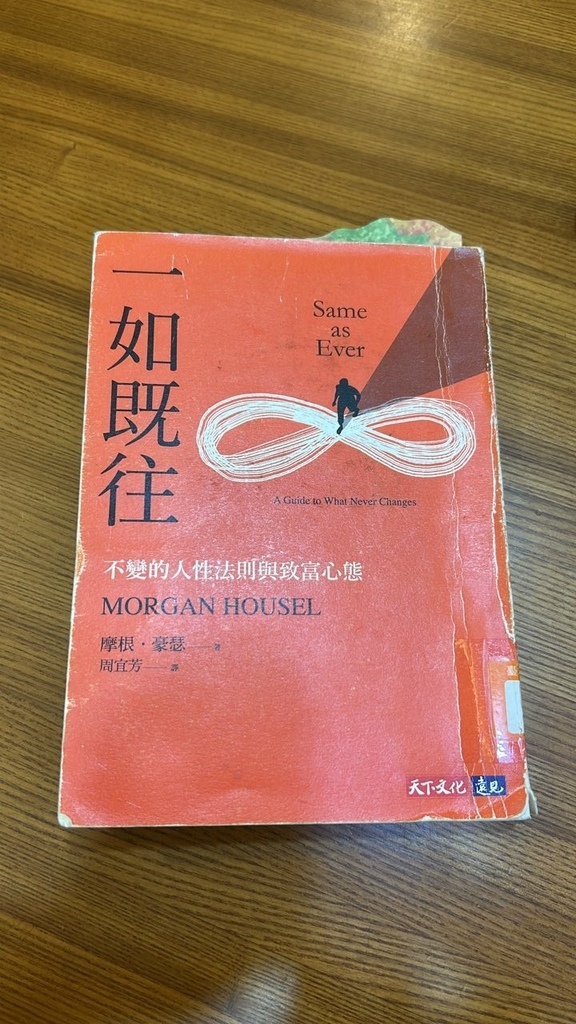 一如既往
Same
as
Ever
A Guide to What Never Changes
不變的人性法則與致富心態
MORGAN HOUSEL
摩根・豪瑟——著
周宜芳——譯
天下文化 遠見